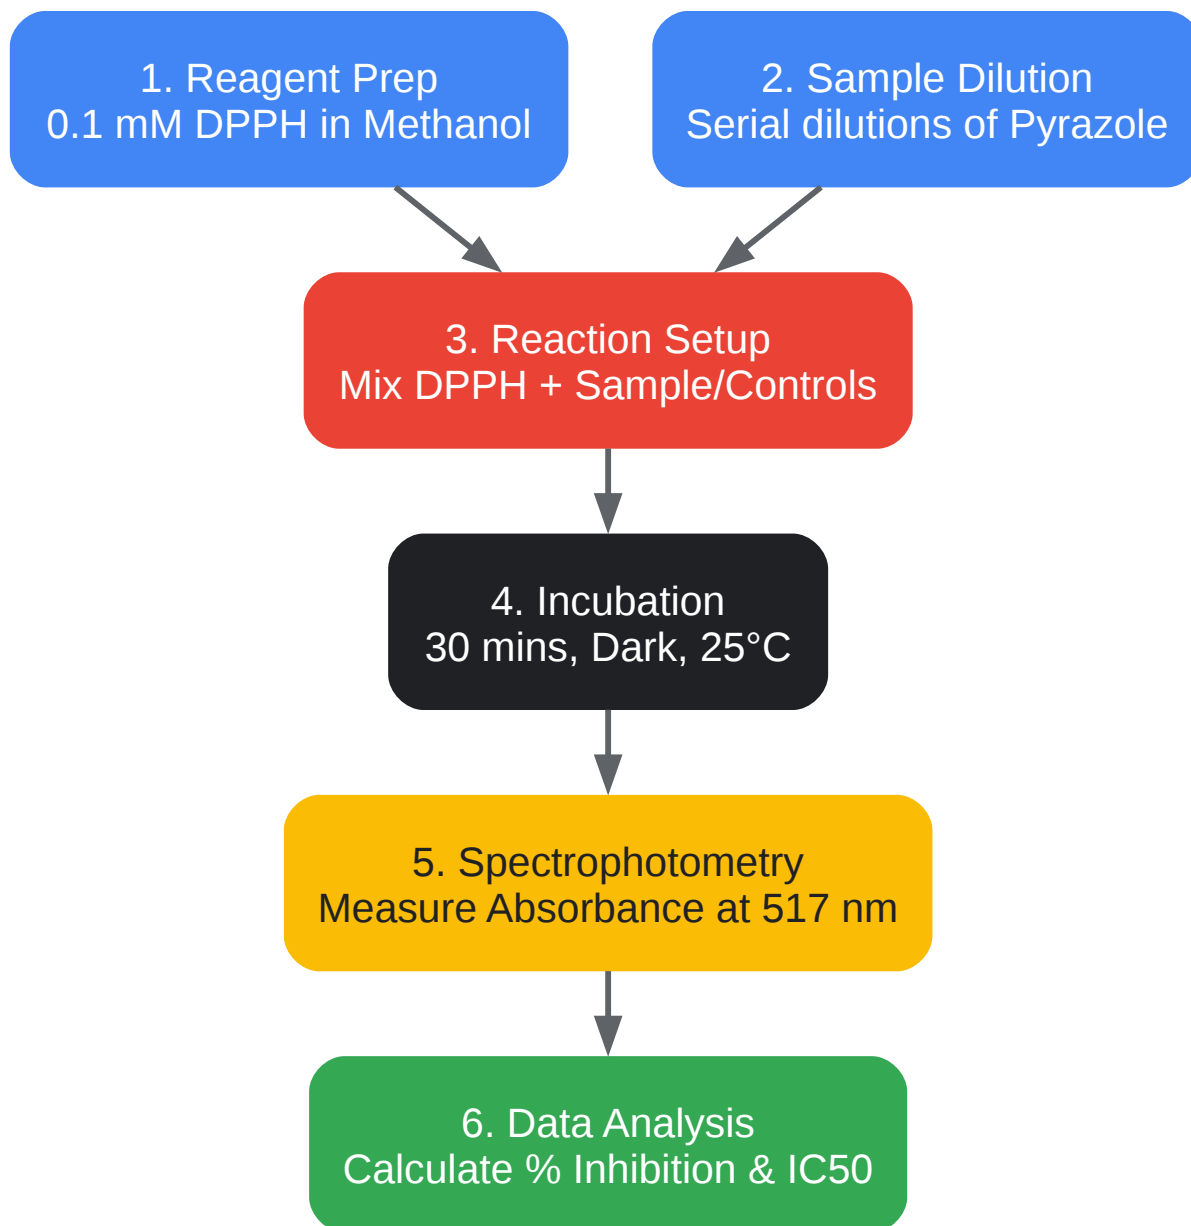 1. Reagent Prep
0.1 mM DPPH in Methanol
2. Sample Dilution
Serial dilutions of Pyrazole
3. Reaction Setup
Mix DPPH + Sample/Controls
4. Incubation
30 mins, Dark, 25°C
5. Spectrophotometry
Measure Absorbance at 517 nm
6. Data Analysis
Calculate % Inhibition & IC50